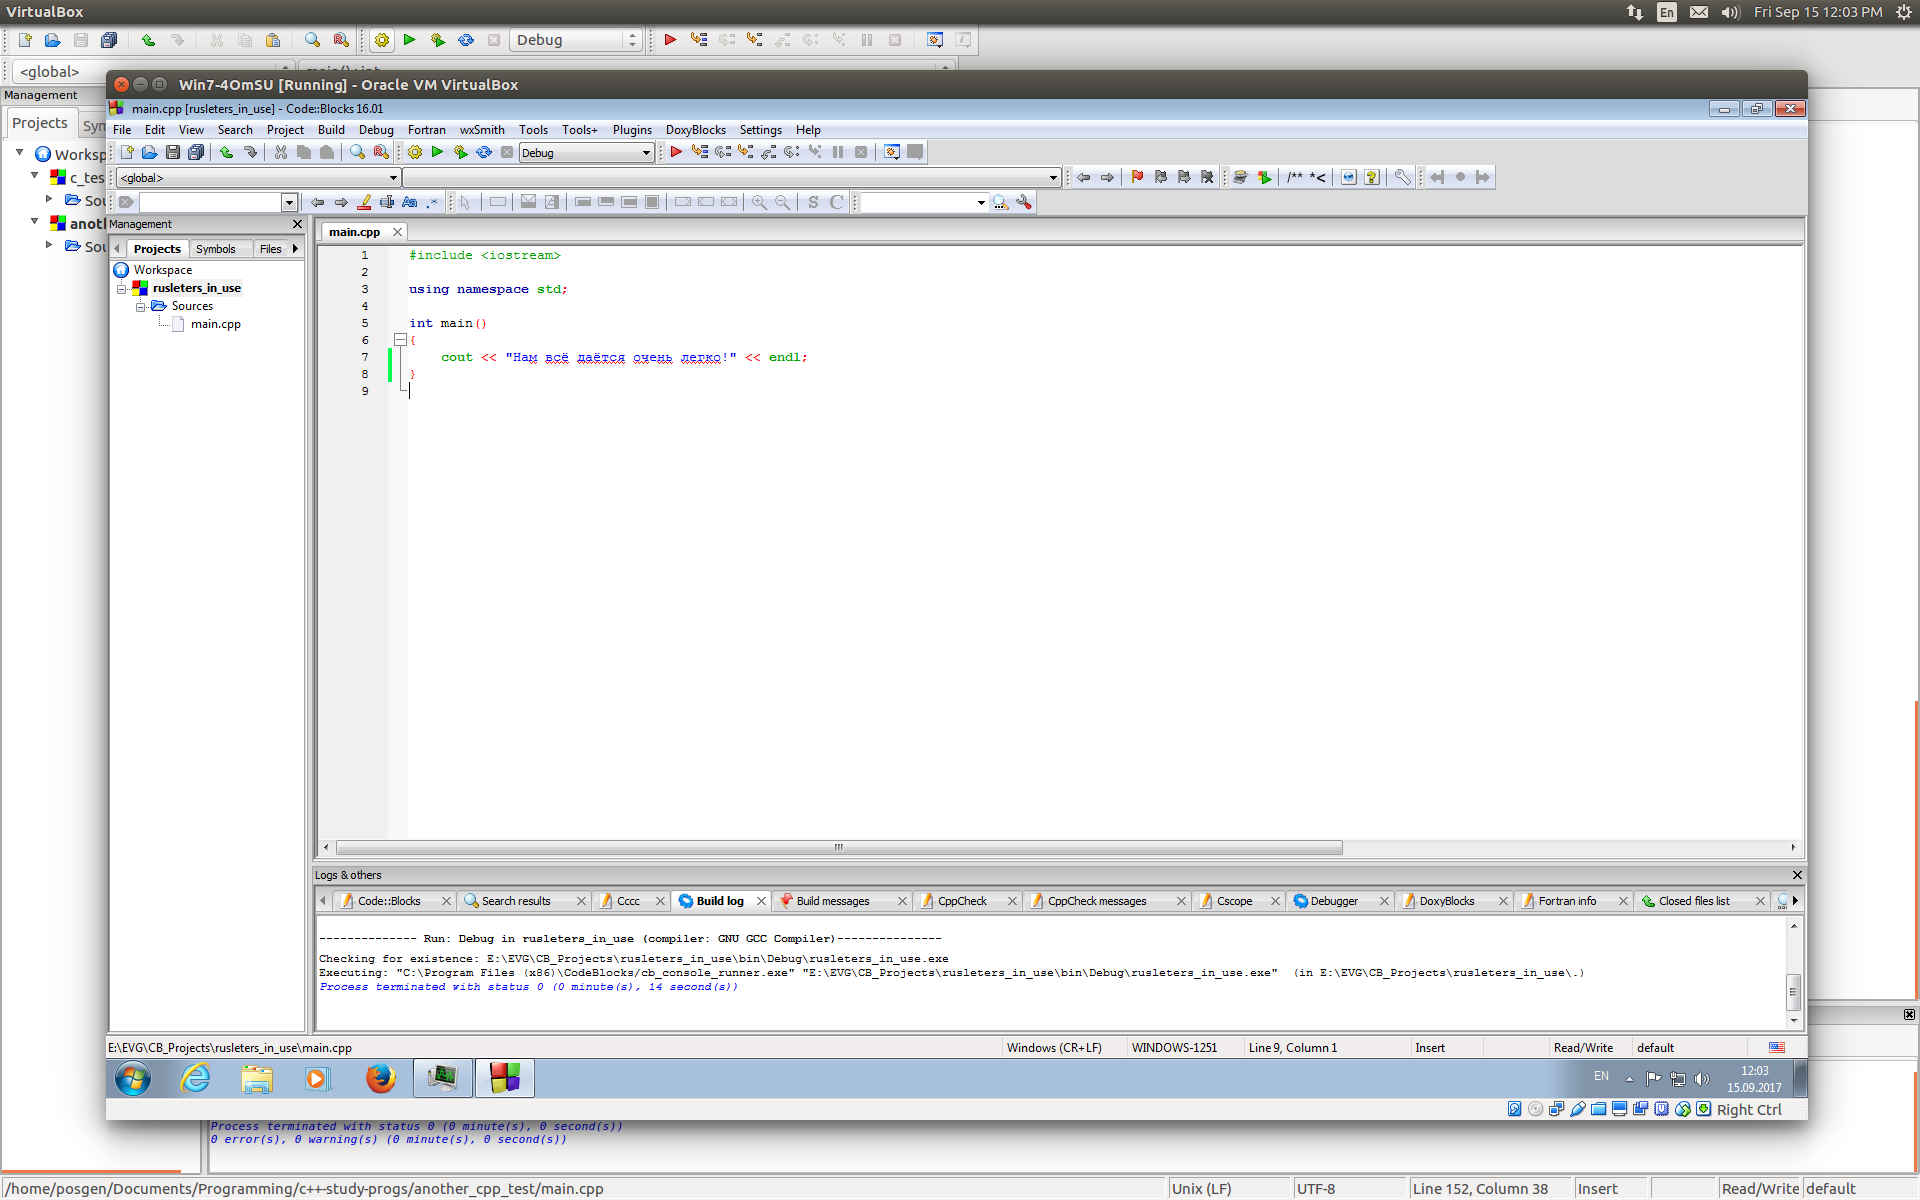 VirtualBox
En
Fri Sep 15 12:03 PM
Debug
<global>
Management
Projects
Worksp
c_tes
Sou
anoth
Sou
Win7-4OmSU [Running] - Oracle VM VirtualBox
main.cpp [rusleters_in_use] - Code::Blocks 16.01
File Edit View Search Project Build Debug Fortran wxSmith Tools Tools+ Plugins DoxyBlocks Settings Help
Debug
<global>
/** *<
Management
Projects Symbols Files
Workspace
rusleters_in_use
Sources
main.cpp
main.cpp
1 #include <iostream>
2
3 using namespace std;
4
5 int main()
6 {
7 cout << "Нам всё даётся очень легко!" << endl;
8 }
9
Logs & others
Code::Blocks Search results Cccc Build log Build messages CppCheck CppCheck messages Cscope Debugger DoxyBlocks Fortran info Closed files list
-------------- Run: Debug in rusleters_in_use (compiler: GNU GCC Compiler)---------------
Checking for existence: E:\EVG\CB_Projects\rusleters_in_use\bin\Debug\rusleters_in_use.exe
Executing: "C:\Program Files (x86)\CodeBlocks/cb_console_runner.exe" "E:\EVG\CB_Projects\rusleters_in_use\bin\Debug\rusleters_in_use.exe" (in E:\EVG\CB_Projects\rusleters_in_use\.)
Process terminated with status 0 (0 minute(s), 14 second(s))
E:\EVG\CB_Projects\rusleters_in_use\main.cpp Windows (CR+LF) WINDOWS-1251 Line 9, Column 1 Insert Read/Write default
EN
12:03
15.09.2017
Right Ctrl
Process terminated with status 0 (0 minute(s), 0 second(s))
0 error(s), 0 warning(s) (0 minute(s), 0 second(s))
/home/posgen/Documents/Programming/c++-study-progs/another_cpp_test/main.cpp Unix (LF) UTF-8 Line 152, Column 38 Insert Read/Write default